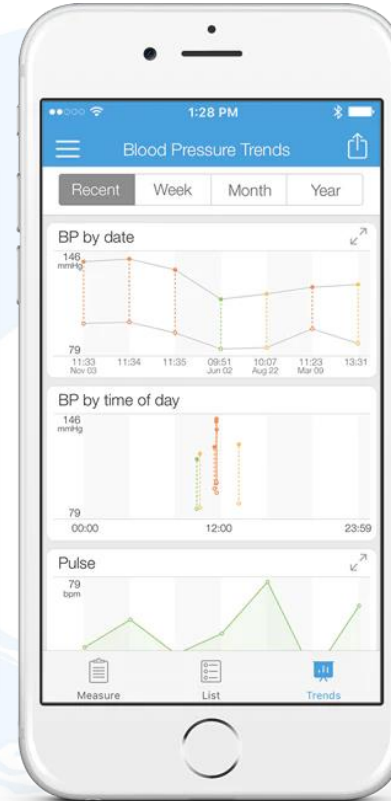 1:28 PM
Blood Pressure Trends
Recent Week Month Year
BP by date
146
mmHg
79
11:33 11:34 11:35 09:51 10:07 11:23 13:31
Nov 03 Jun 02 Aug 22 Mar 09
BP by time of day
146
mmHg
79
00:00 12:00 23:59
Pulse
79
bpm
Measure List Trends